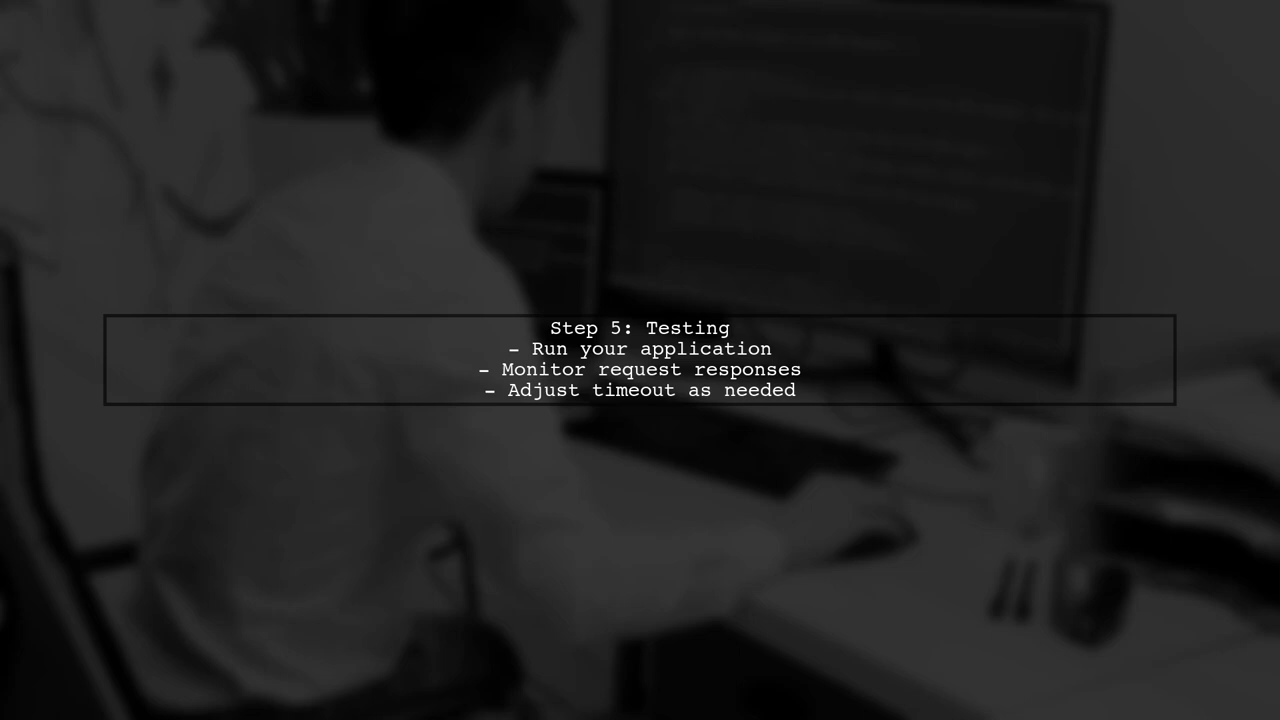 Step 5: Testing
- Run your application
- Monitor request responses
- Adjust timeout as needed